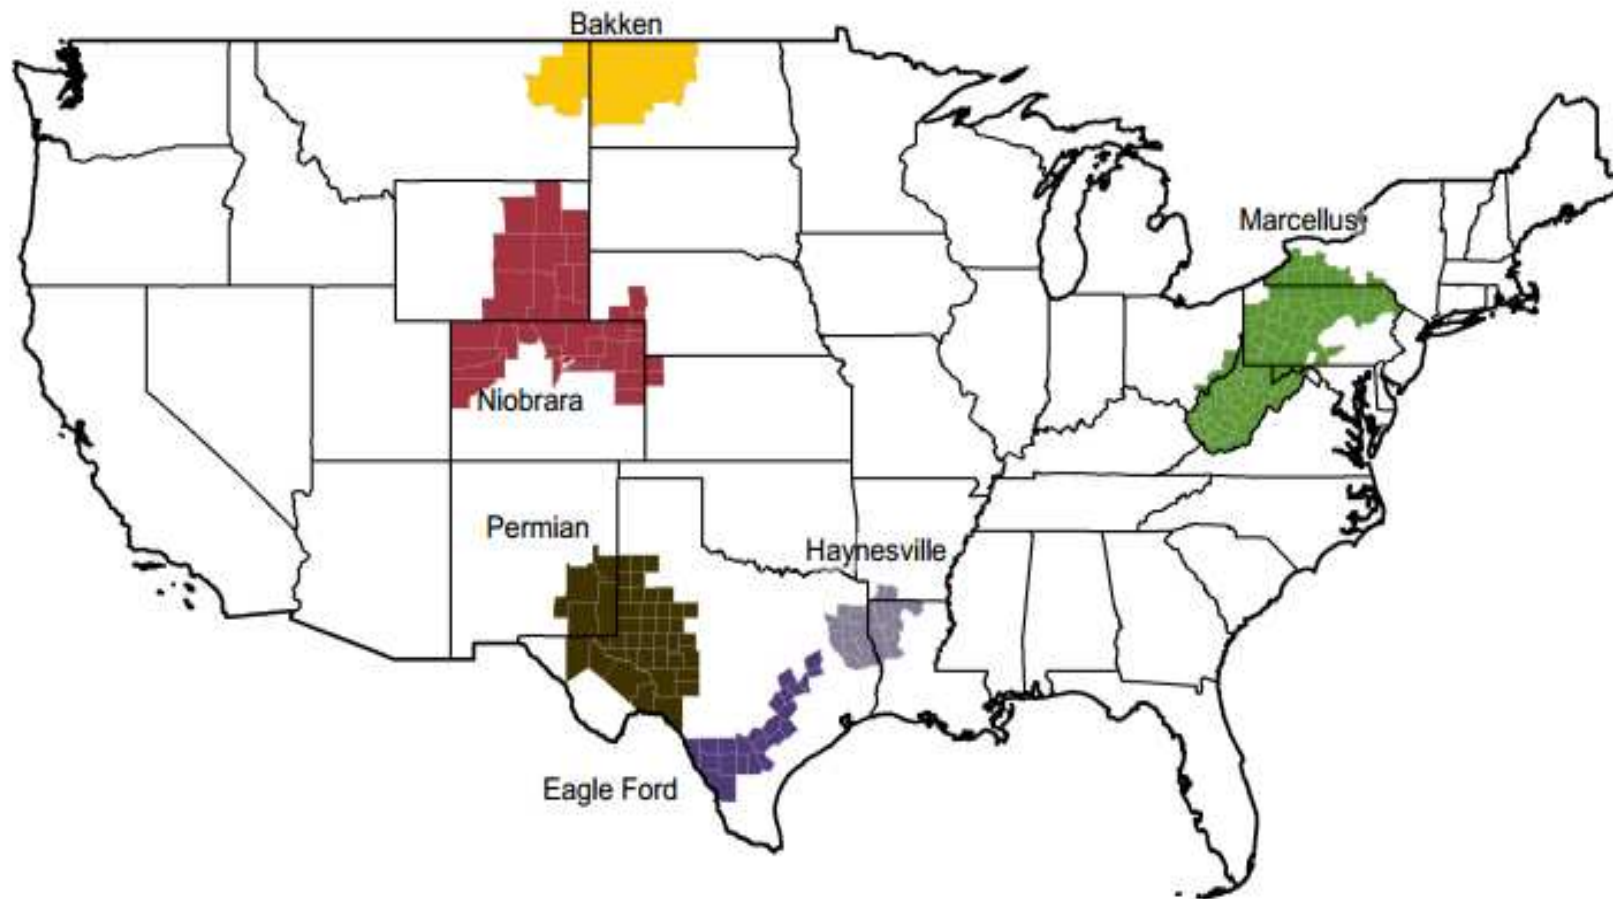 Bakken
Marcellus
Niobrara
Permian
Haynesville
Eagle Ford